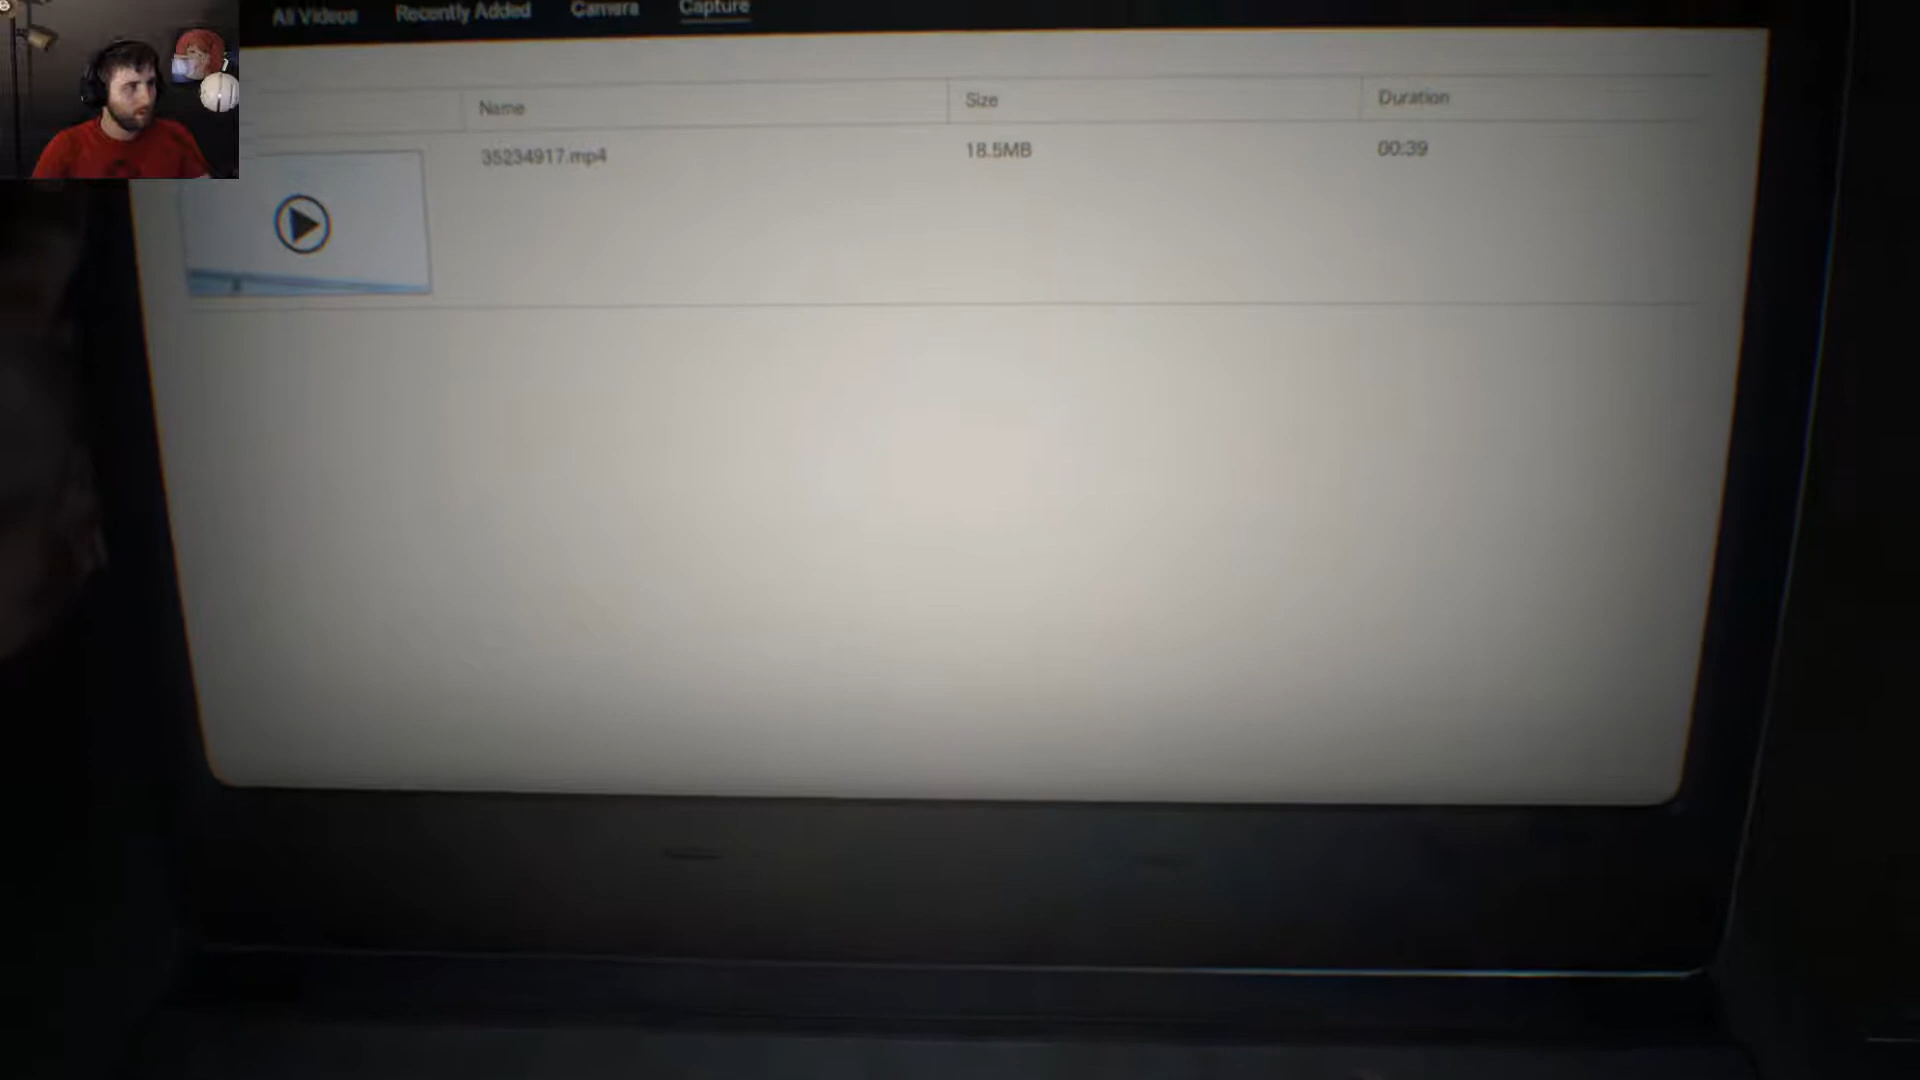 All Videos Recently Added Camera Capture
Name Size Duration
35234917.mp4 18.5MB 00:39